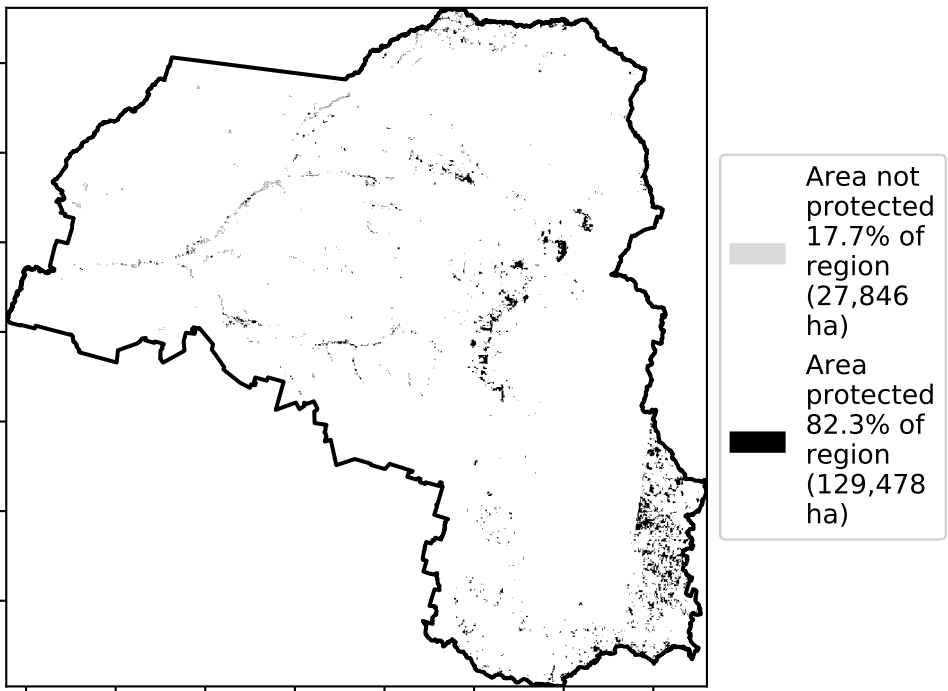 Area not
protected
17.7% of
region
(27,846
ha)
Area
protected
82.3% of
region
(129,478
ha)